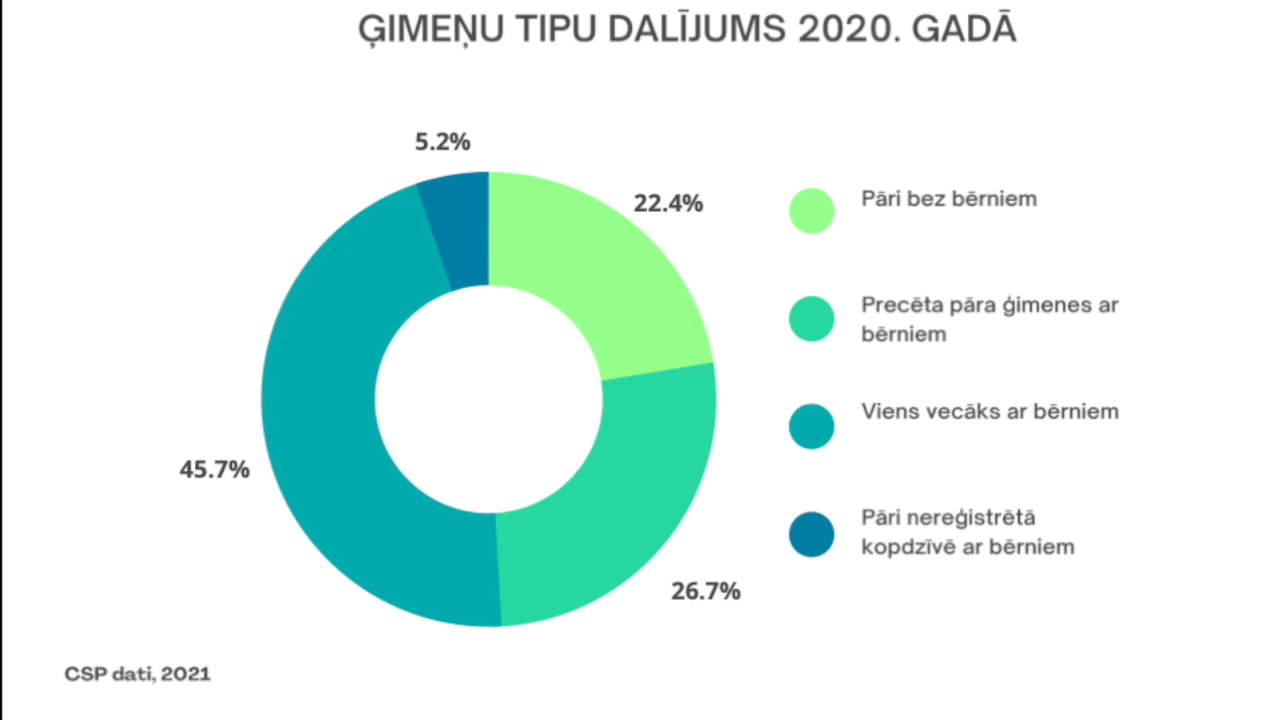 ĢIMEŅU TIPU DALĪJUMS 2020. GADĀ
5.2%
22.4%
45.7%
26.7%
Pāri bez bērniem
Precēta pāra ģimenes ar
bērniem
Viens vecāks ar bērniem
Pāri nereģistrētā
kopdzīvē ar bērniem
CSP dati, 2021